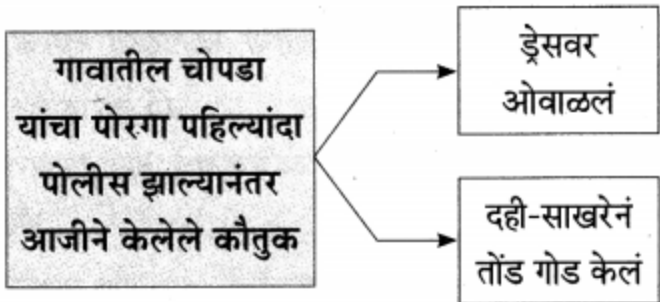 गावातील चोपडा
यांचा पोरगा पहिल्यांदा
पोलीस झाल्यानंतर
आजीने केलेले कौतुक
ड्रेसवर
ओवाळलं
दही-साखरेनं
तोंड गोड केलं